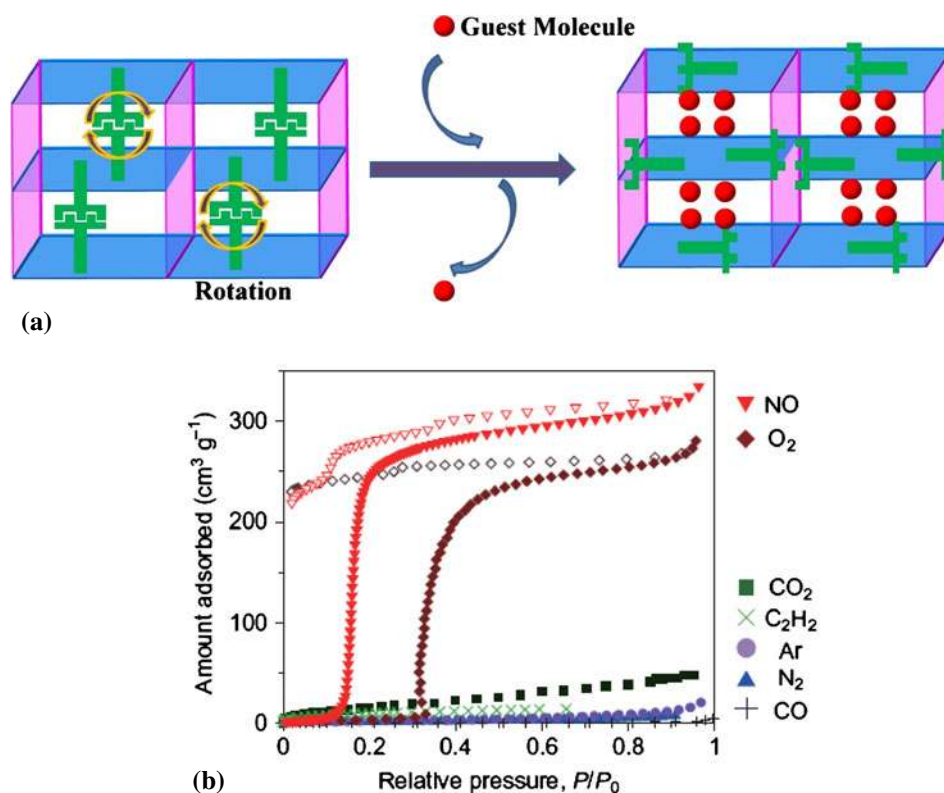 Guest Molecule
Rotation
(a)
300
200
100
0
Amount adsorbed (cm³ g⁻¹)
0 0.2 0.4 0.6 0.8 1
Relative pressure, P/P₀
NO
O₂
CO₂
C₂H₂
Ar
N₂
CO
(b)